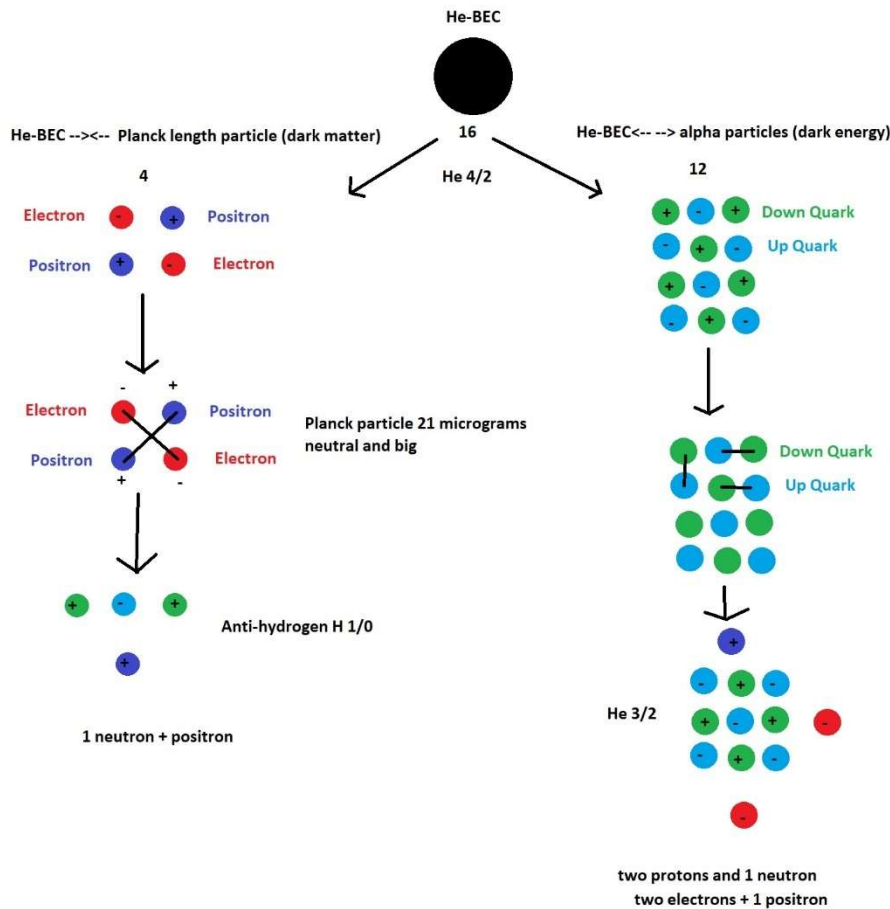 He-BEC
16
He 4/2
He-BEC --><-- Planck length particle (dark matter)
4
Electron - + Positron
Positron + - Electron
- +
Electron Positron
Positron Electron
+ -
Planck particle 21 micrograms
neutral and big
+ - +
+
Anti-hydrogen H 1/0
1 neutron + positron
He-BEC<-- --> alpha particles (dark energy)
12
+ - + Down Quark
- + - Up Quark
+ - +
- + -
Down Quark
Up Quark
+
- + -
He 3/2 + - + -
- + -
-
two protons and 1 neutron
two electrons + 1 positron